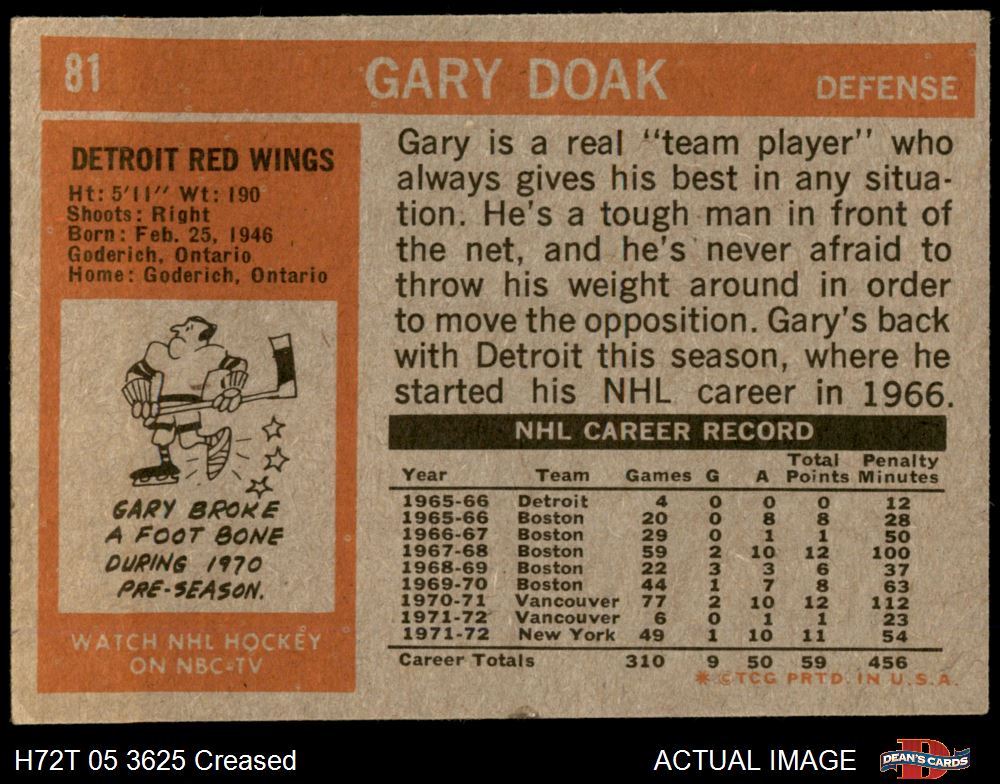 81 GARY DOAK DEFENSE
DETROIT RED WINGS
Ht: 5'11" Wt: 190
Shoots: Right
Born: Feb. 25, 1946
Goderich, Ontario
Home: Goderich, Ontario
GARY BROKE
A FOOT BONE
DURING 1970
PRE-SEASON.
WATCH NHL HOCKEY
ON NBC-TV
Gary is a real "team player" who
always gives his best in any situa-
tion. He's a tough man in front of
the net, and he's never afraid to
throw his weight around in order
to move the opposition. Gary's back
with Detroit this season, where he
started his NHL career in 1966.
NHL CAREER RECORD
Year Team Games G A Total Points Penalty Minutes
1965-66 Detroit 4 0 0 0 12
1965-66 Boston 20 0 8 8 28
1966-67 Boston 29 0 1 1 50
1967-68 Boston 59 2 10 12 100
1968-69 Boston 22 3 3 6 37
1969-70 Boston 44 1 7 8 63
1970-71 Vancouver 77 2 10 12 112
1971-72 Vancouver 6 0 1 1 23
1971-72 New York 49 1 10 11 54
Career Totals 310 9 50 59 456
* ©TCG PRTD. IN U.S.A.
H72T 05 3625 Creased ACTUAL IMAGE
D
DEAN'S CARDS